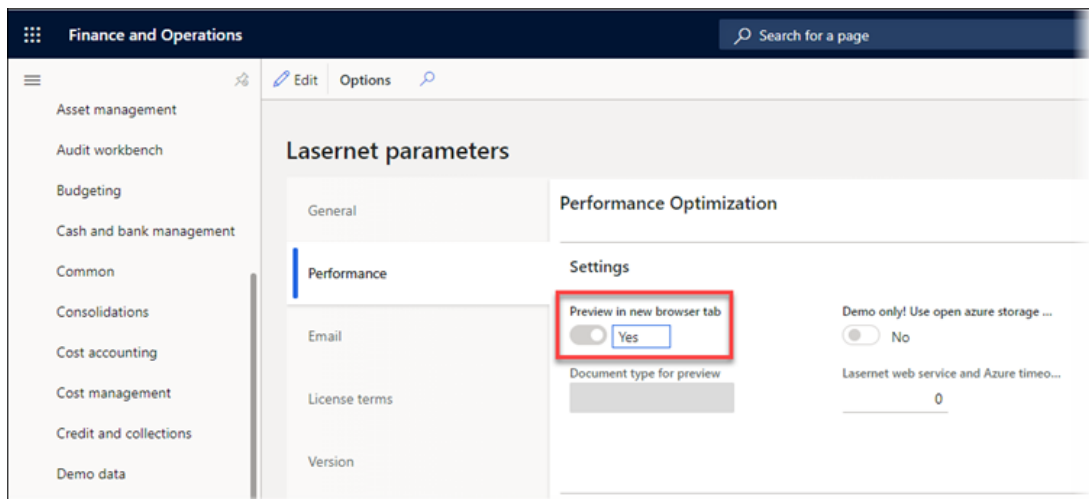 Finance and Operations
Search for a page
Edit
Options
Asset management
Audit workbench
Budgeting
Cash and bank management
Common
Consolidations
Cost accounting
Cost management
Credit and collections
Demo data
Lasernet parameters
General
Performance
Email
License terms
Version
Performance Optimization
Settings
Preview in new browser tab
Yes
Demo only! Use open azure storage ...
No
Document type for preview
Lasernet web service and Azure timeo...
0